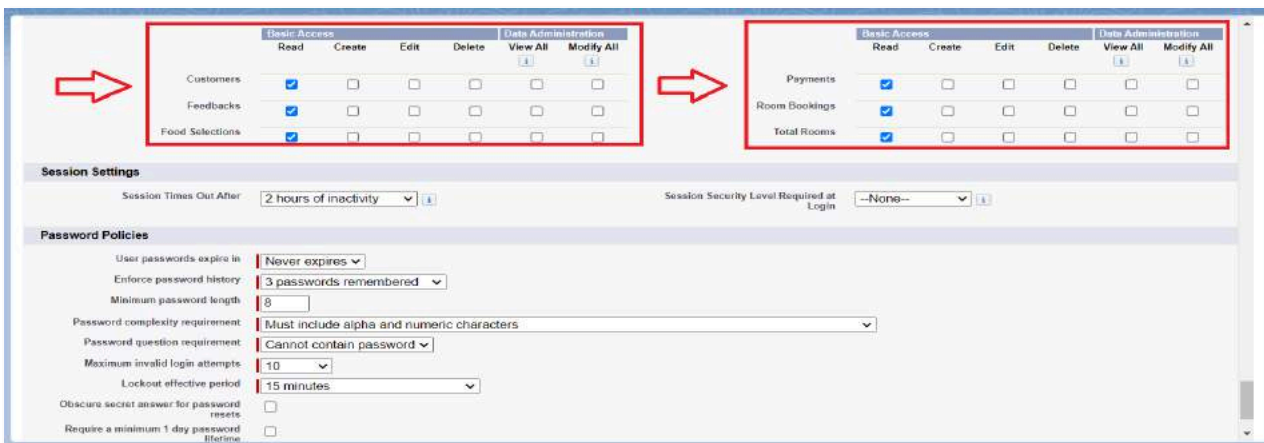 Basic Access Data Administration Basic Access Data Administration
Read Create Edit Delete View All Modify All Read Create Edit Delete View All Modify All
Customers Payments
Feedbacks Room Bookings
Food Selections Total Rooms
Session Settings
Session Times Out After 2 hours of inactivity Session Security Level Required at Login --None--
Password Policies
User passwords expire in Never expires
Enforce password history 3 passwords remembered
Minimum password length 8
Password complexity requirement Must include alpha and numeric characters
Password question requirement Cannot contain password
Maximum invalid login attempts 10
Lockout effective period 15 minutes
Obscure secret answer for password resets
Require a minimum 1 day password lifetime